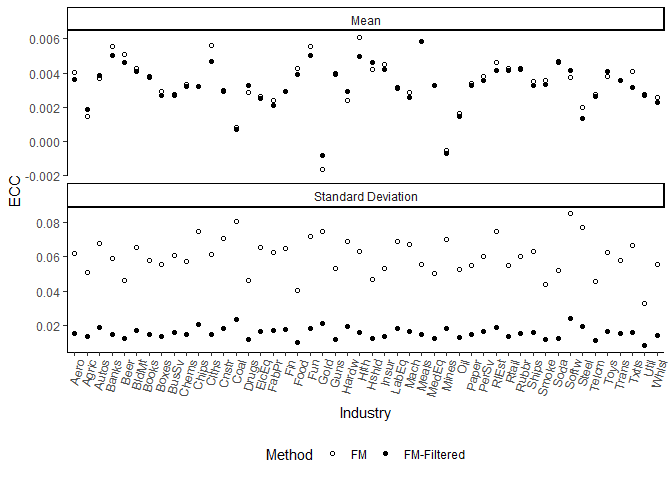 Mean
0.006
0.004
0.002
0.000
-0.002
Standard Deviation
0.08
0.06
0.04
0.02
ECC
Aero
Agric
Autos
Banks
Beer
BldMt
Books
Boxes
BusSv
Chems
Chips
Clths
Cnstr
Coal
Drugs
ElcEq
FabPr
Fin
Food
Fun
Gold
Guns
Hardw
Hlth
Hshld
Insur
LabEq
Mach
Meals
MedEq
Mines
Oil
Paper
PerSv
RlEst
Rtail
Rubbr
Ships
Smoke
Soda
Softw
Steel
Telcm
Toys
Trans
Txtls
Util
Whlsl
Industry
Method FM FM-Filtered